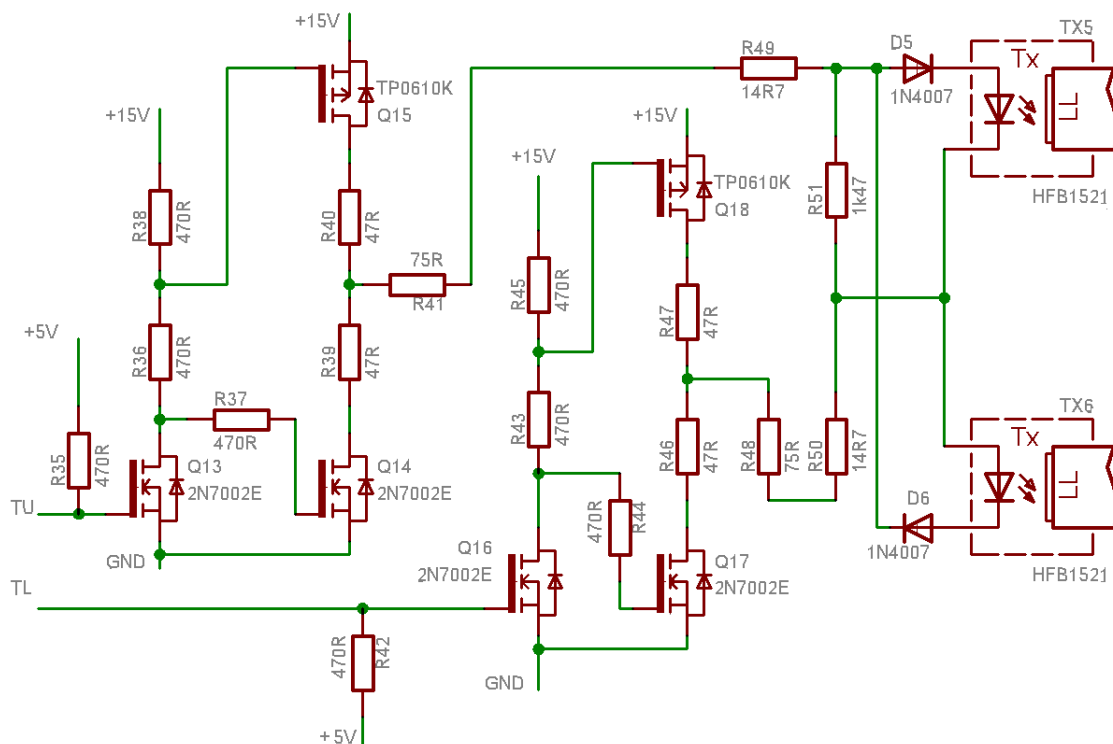 +15V
TP0610K
Q15
+15V
R38
470R
R40
47R
75R
R41
+5V
R36
470R
R39
47R
R37
470R
R35
470R
Q13
2N7002E
Q14
2N7002E
TU
GND
TL
470R
R42
+5V
+15V
R45
470R
R43
470R
+15V
TP0610K
Q18
R47
47R
R46
47R
R48
75R
R50
14R7
470R
R44
Q16
2N7002E
Q17
2N7002E
GND
R49
14R7
R51
1k47
D5
1N4007
TX5
Tx
LL
HFB1521
D6
1N4007
TX6
Tx
LL
HFB1521